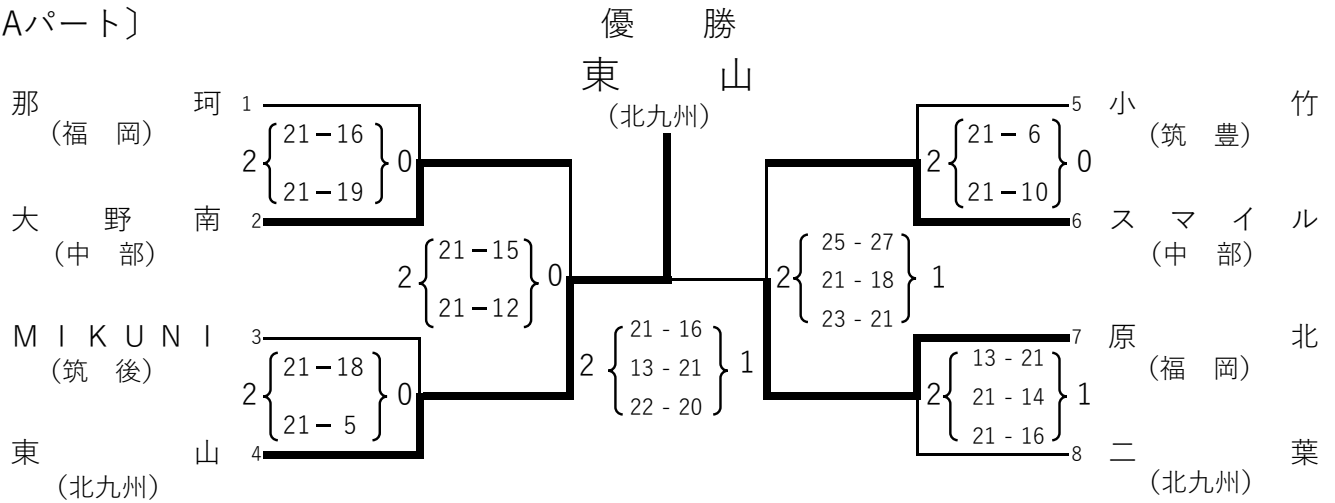 Aパート〕
優 勝
東 山
(北九州)
那 珂 1
(福 岡)
大 野 南 2
(中 部)
2 21－16 0
21－19
MIKUNI 3
(筑 後)
東 山 4
(北九州)
2 21－18 0
21－5
2 21－15 0
21－12
2 21 - 16 1
13 - 21
22 - 20
2 25 - 27 1
21 - 18
23 - 21
5 小 竹
(筑 豊)
6 スマイル
(中 部)
2 21－6 0
21－10
7 原 北
(福 岡)
8 二 葉
(北九州)
2 13 - 21 1
21 - 14
21 - 16